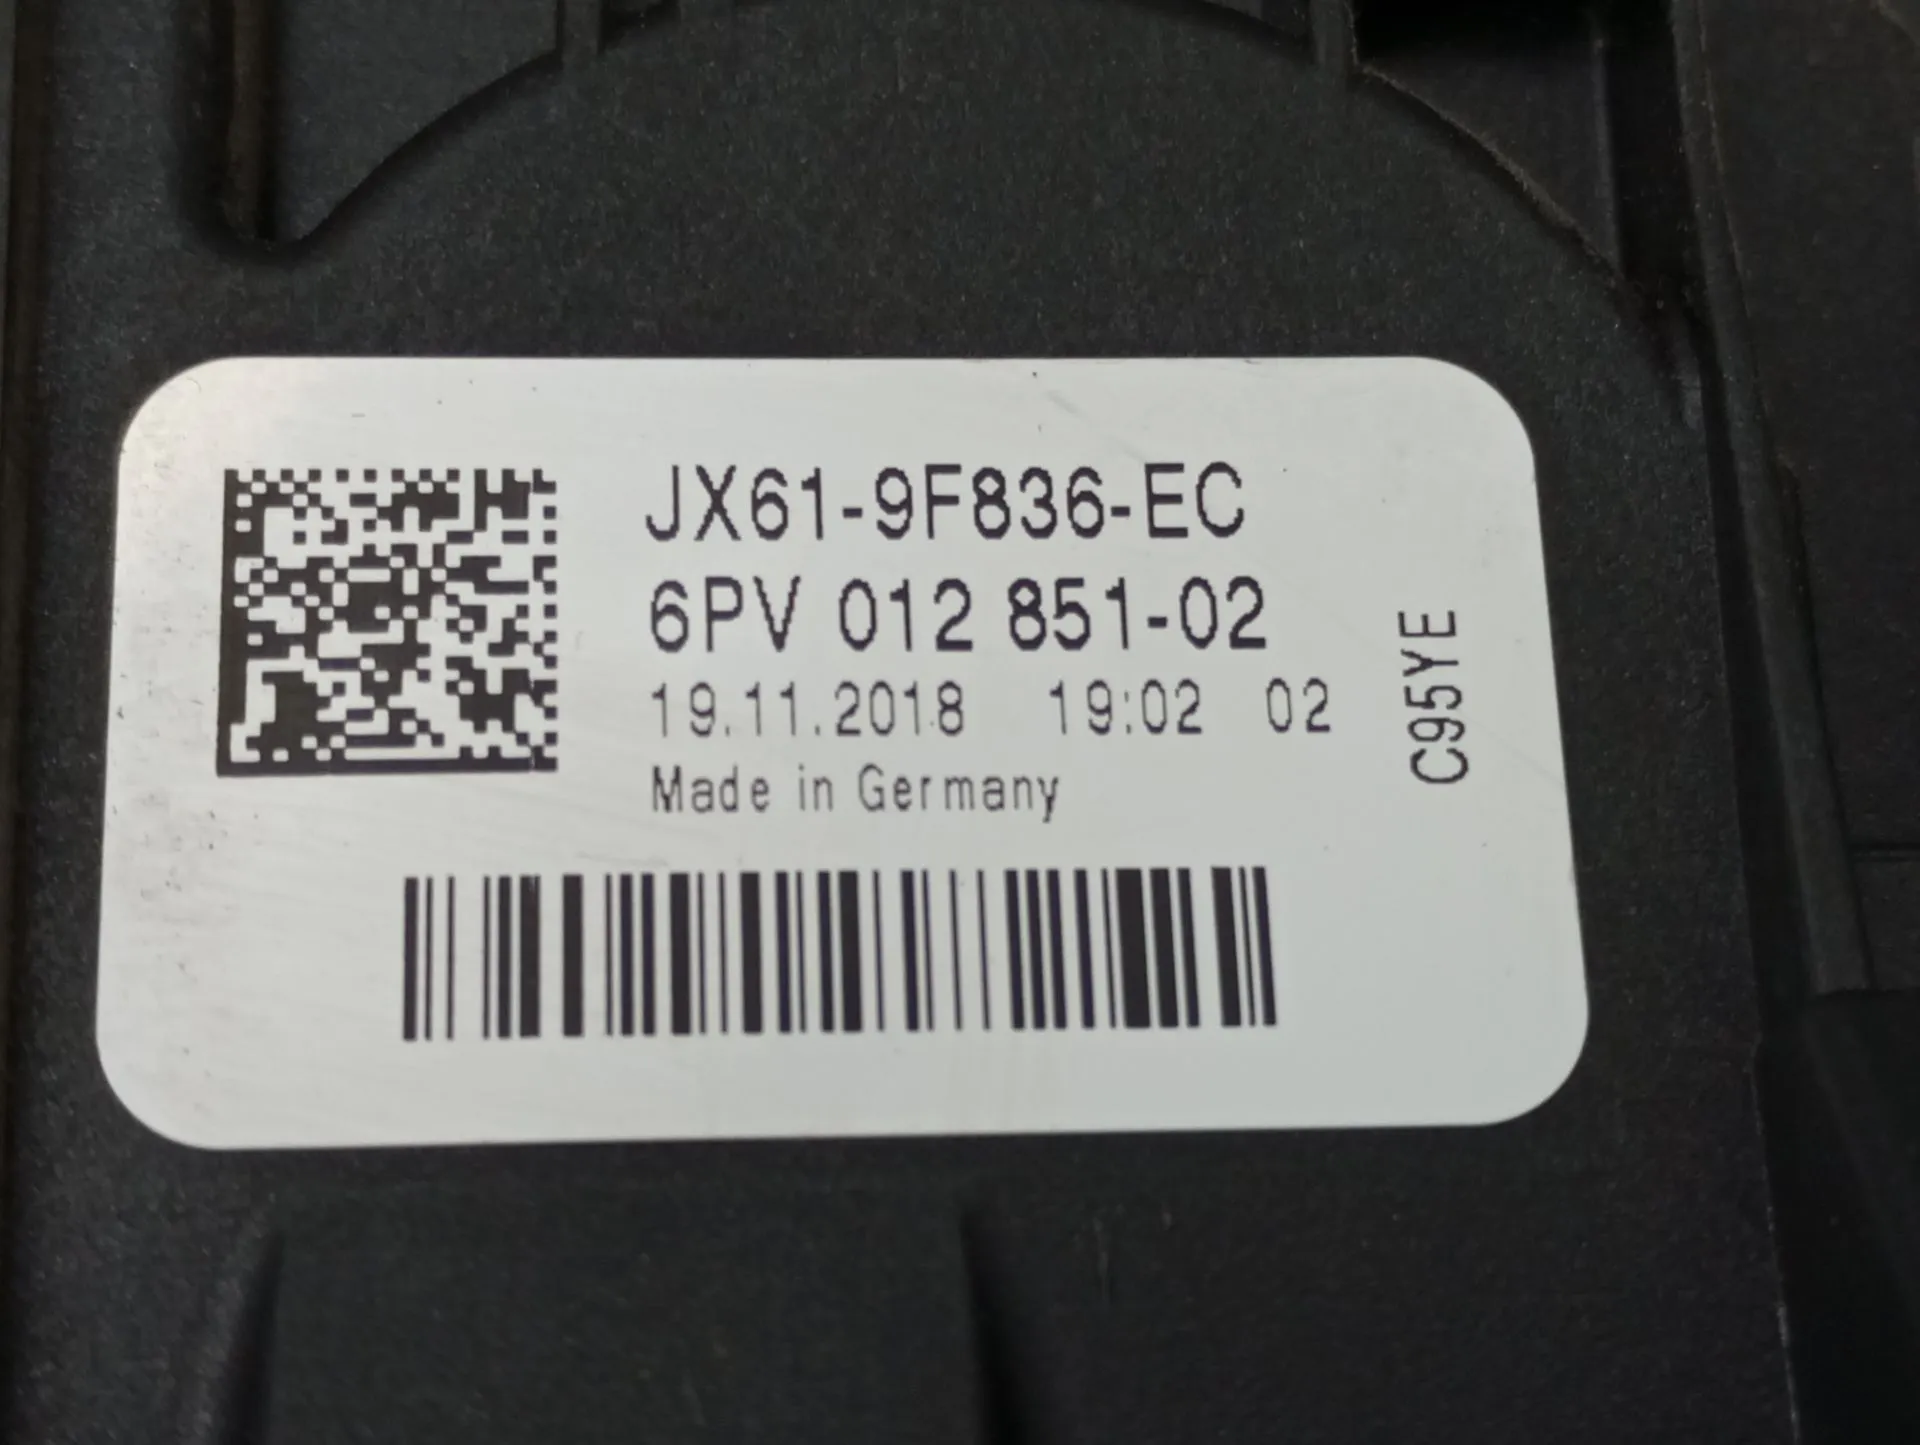 JX61-9F836-EC
6PV 012 851-02
19.11.2018 19:02 02
Made in Germany
C95YE